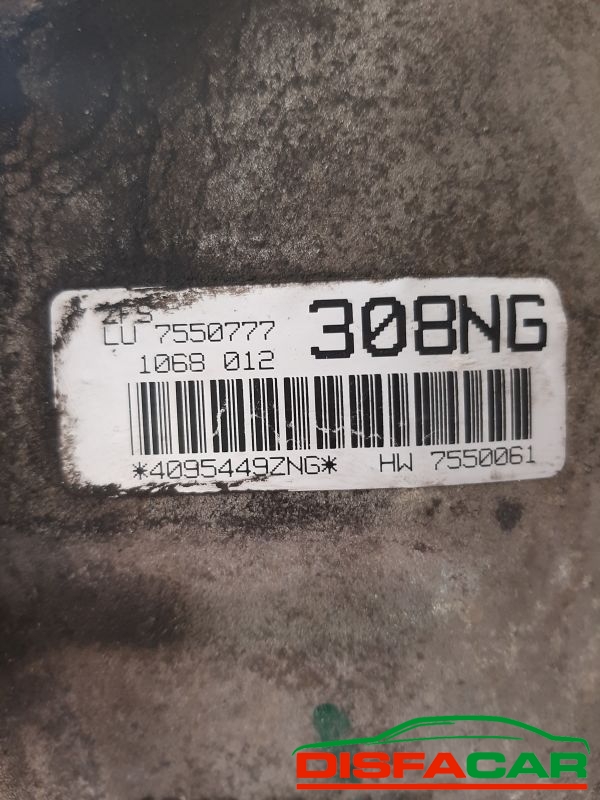 ZFS
LU 7550777
308NG
1068 012
*4095449ZNG* HW 7550061
DISFACAR